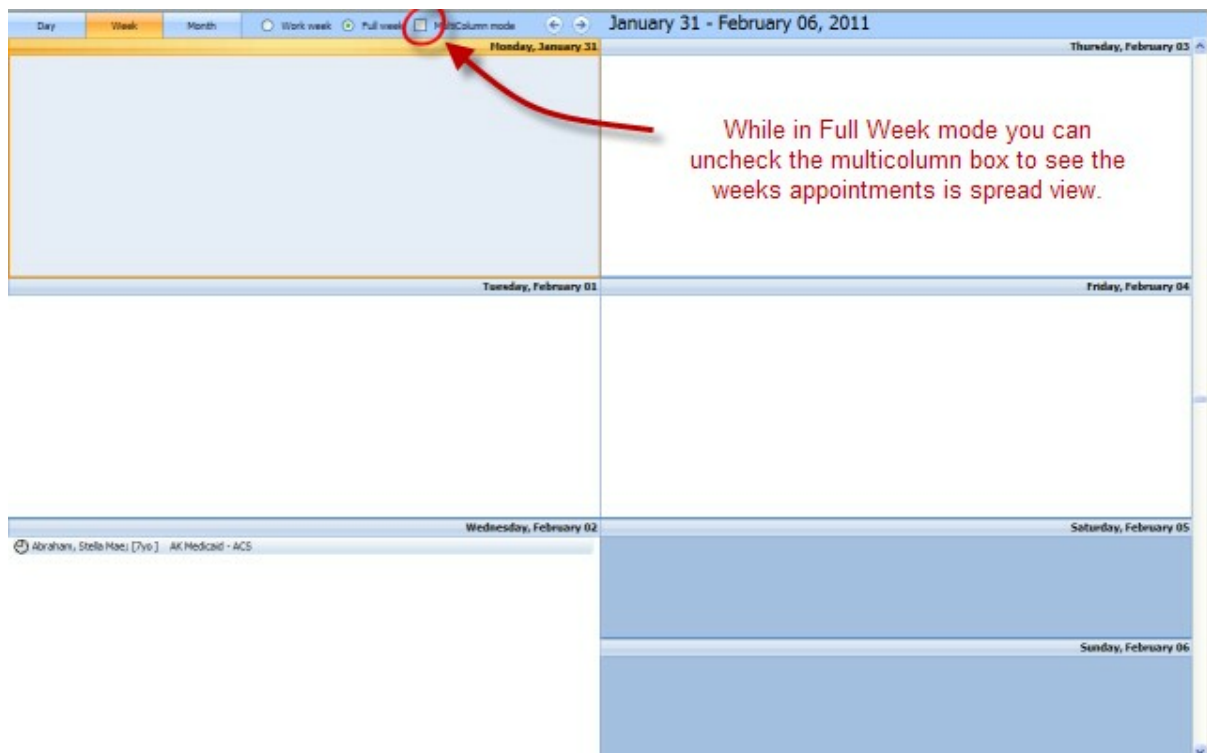 Day Week Month Work week Full week MultiColumn mode January 31 - February 06, 2011
Monday, January 31
Thursday, February 03
While in Full Week mode you can
uncheck the multicolumn box to see the
weeks appointments is spread view.
Tuesday, February 01
Friday, February 04
Wednesday, February 02
Abraham, Stella Mae; [7yo ] AK Medicaid - ACS
Saturday, February 05
Sunday, February 06